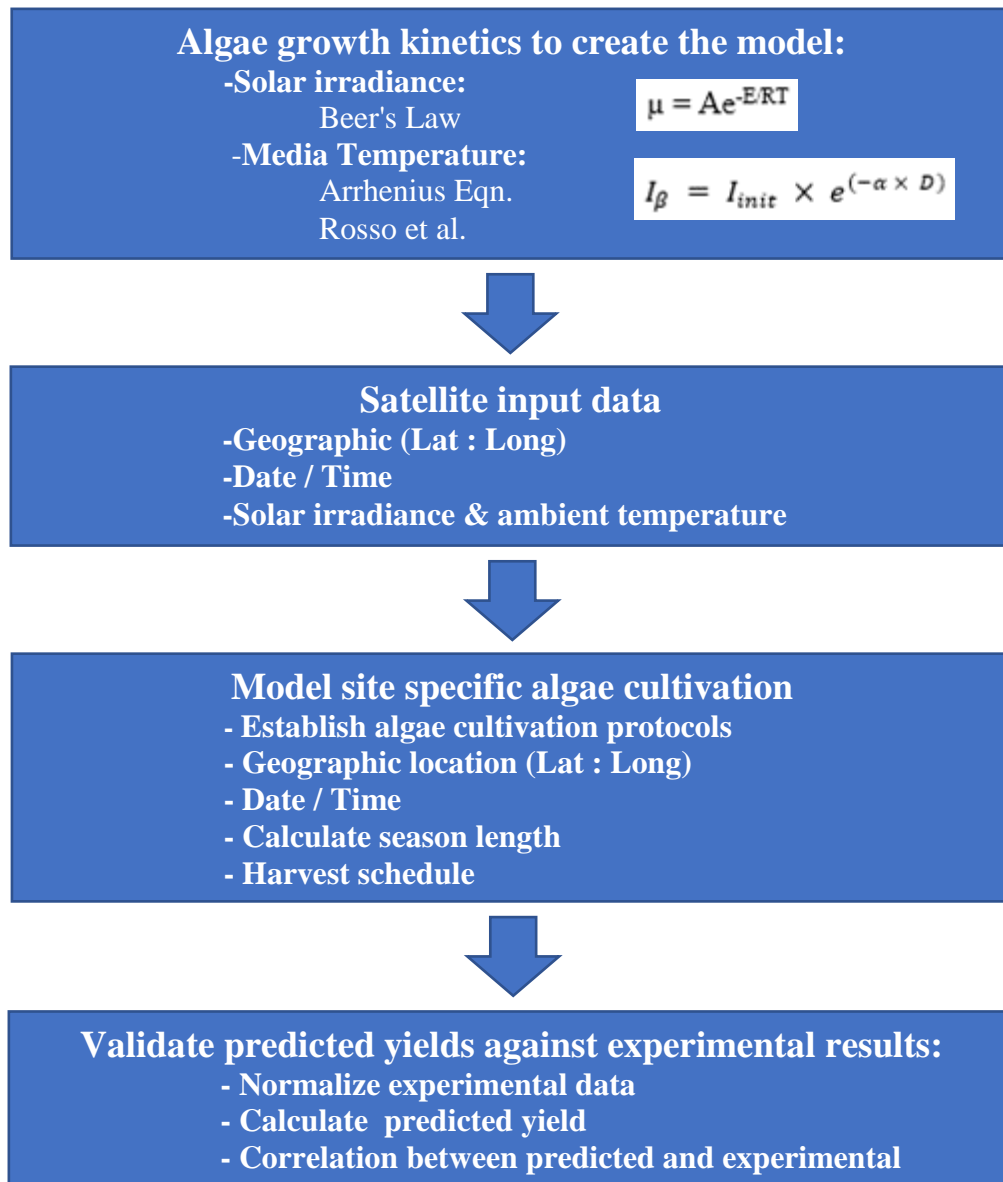 Algae growth kinetics to create the model:
-Solar irradiance:
Beer's Law
μ = Ae^-E/RT
-Media Temperature:
Arrhenius Eqn.
I_β = I_init × e^(-α × D)
Rosso et al.
Satellite input data
-Geographic (Lat : Long)
-Date / Time
-Solar irradiance & ambient temperature
Model site specific algae cultivation
- Establish algae cultivation protocols
- Geographic location (Lat : Long)
- Date / Time
- Calculate season length
- Harvest schedule
Validate predicted yields against experimental results:
- Normalize experimental data
- Calculate predicted yield
- Correlation between predicted and experimental